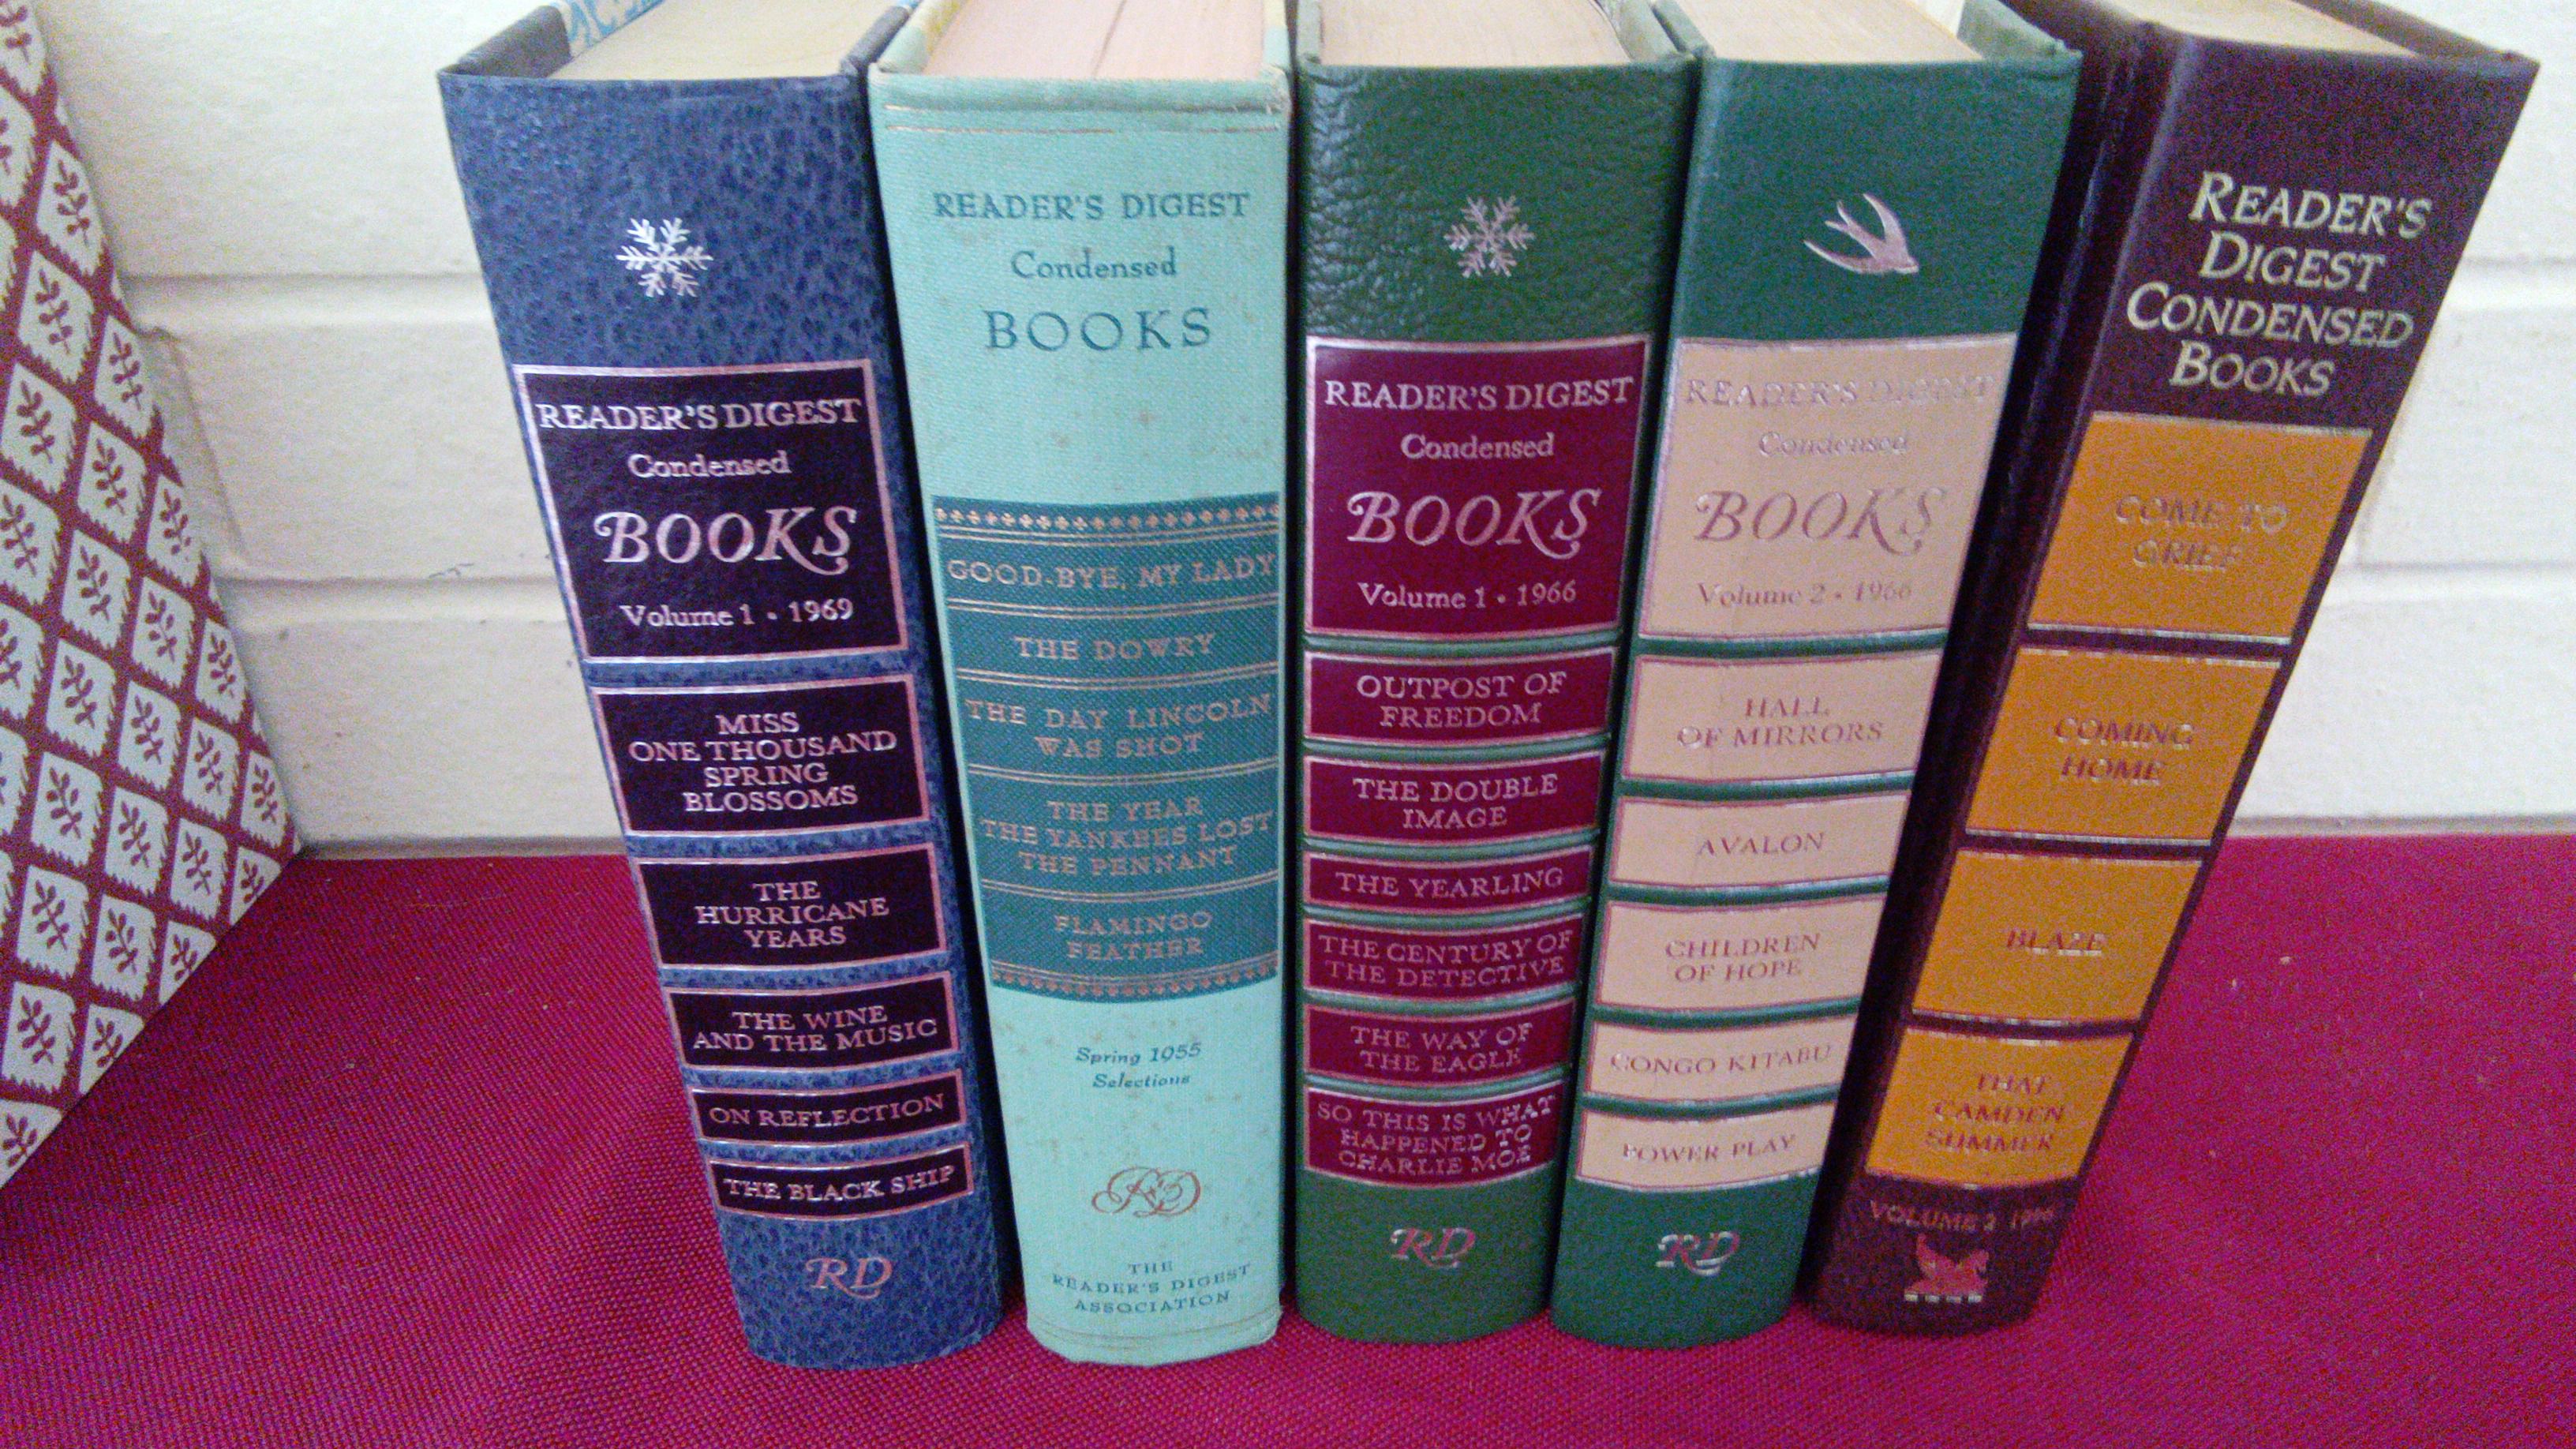 READER'S DIGEST
Condensed
BOOKS
Volume 1 • 1969
MISS
ONE THOUSAND
SPRING
BLOSSOMS
THE
HURRICANE
YEARS
THE WINE
AND THE MUSIC
ON REFLECTION
THE BLACK SHIP
RD
READER'S DIGEST
Condensed
BOOKS
GOOD-BYE, MY LADY
THE DOWRY
THE DAY LINCOLN
WAS SHOT
THE YEAR
THE YANKEES LOST
THE PENNANT
FLAMINGO
FEATHER
Spring 1955
Selections
RD
THE
READER'S DIGEST
ASSOCIATION
READER'S DIGEST
Condensed
BOOKS
Volume 1 • 1966
OUTPOST OF
FREEDOM
THE DOUBLE
IMAGE
THE YEARLING
THE CENTURY OF
THE DETECTIVE
THE WAY OF
THE EAGLE
SO THIS IS WHAT
HAPPENED TO
CHARLIE MOE
RD
READER'S DIGEST
Condensed
BOOKS
Volume 2 • 1966
HALL
OF MIRRORS
AVALON
CHILDREN
OF HOPE
CONGO KITABU
POWER PLAY
RD
READER'S
DIGEST
CONDENSED
BOOKS
COME TO
GRIEF
COMING
HOME
BLAZE
THAT
CAMDEN
SUMMER
VOLUME 2 1996